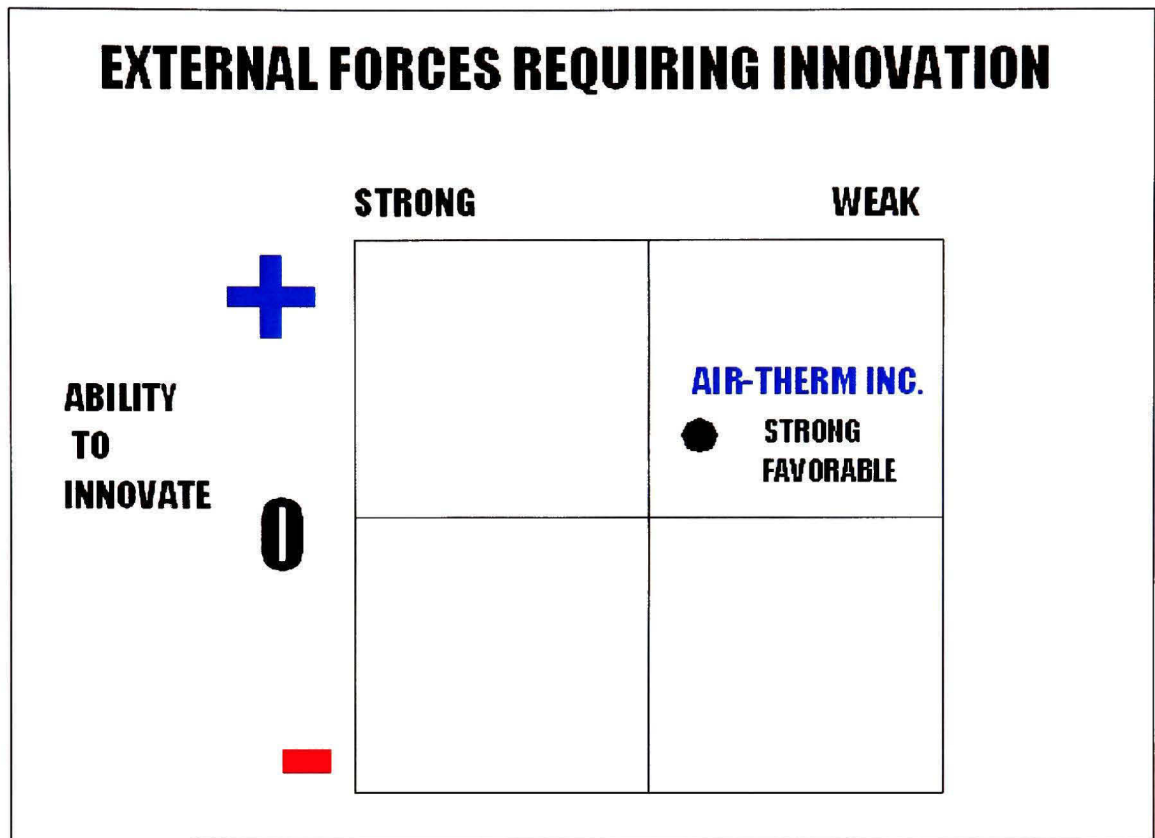 EXTERNAL FORCES REQUIRING INNOVATION
STRONG
WEAK
+
ABILITY
TO
INNOVATE
0
-
AIR-THERM INC.
STRONG
FAVORABLE